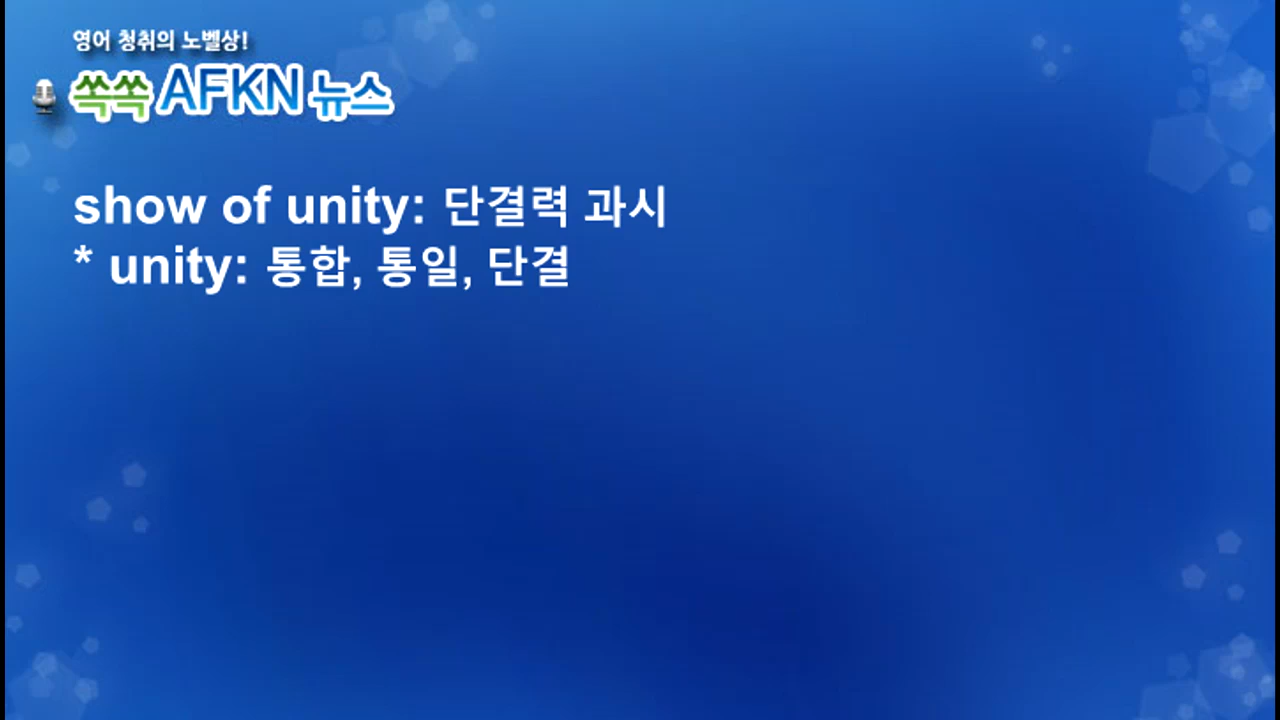 영어 청취의 노벨상!
쏙쏙 AFKN 뉴스
show of unity: 단결력 과시
* unity: 통합, 통일, 단결